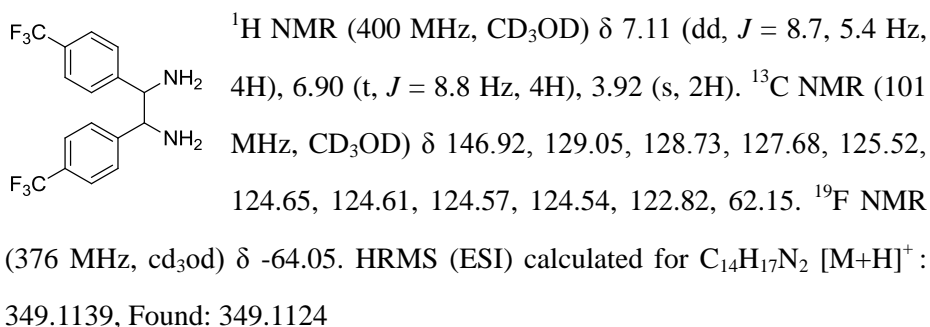 F₃C
NH₂
NH₂
F₃C
¹H NMR (400 MHz, CD₃OD) δ 7.11 (dd, J = 8.7, 5.4 Hz,
4H), 6.90 (t, J = 8.8 Hz, 4H), 3.92 (s, 2H). ¹³C NMR (101
MHz, CD₃OD) δ 146.92, 129.05, 128.73, 127.68, 125.52,
124.65, 124.61, 124.57, 124.54, 122.82, 62.15. ¹⁹F NMR
(376 MHz, cd₃od) δ -64.05. HRMS (ESI) calculated for C₁₄H₁₇N₂ [M+H]⁺ :
349.1139, Found: 349.1124